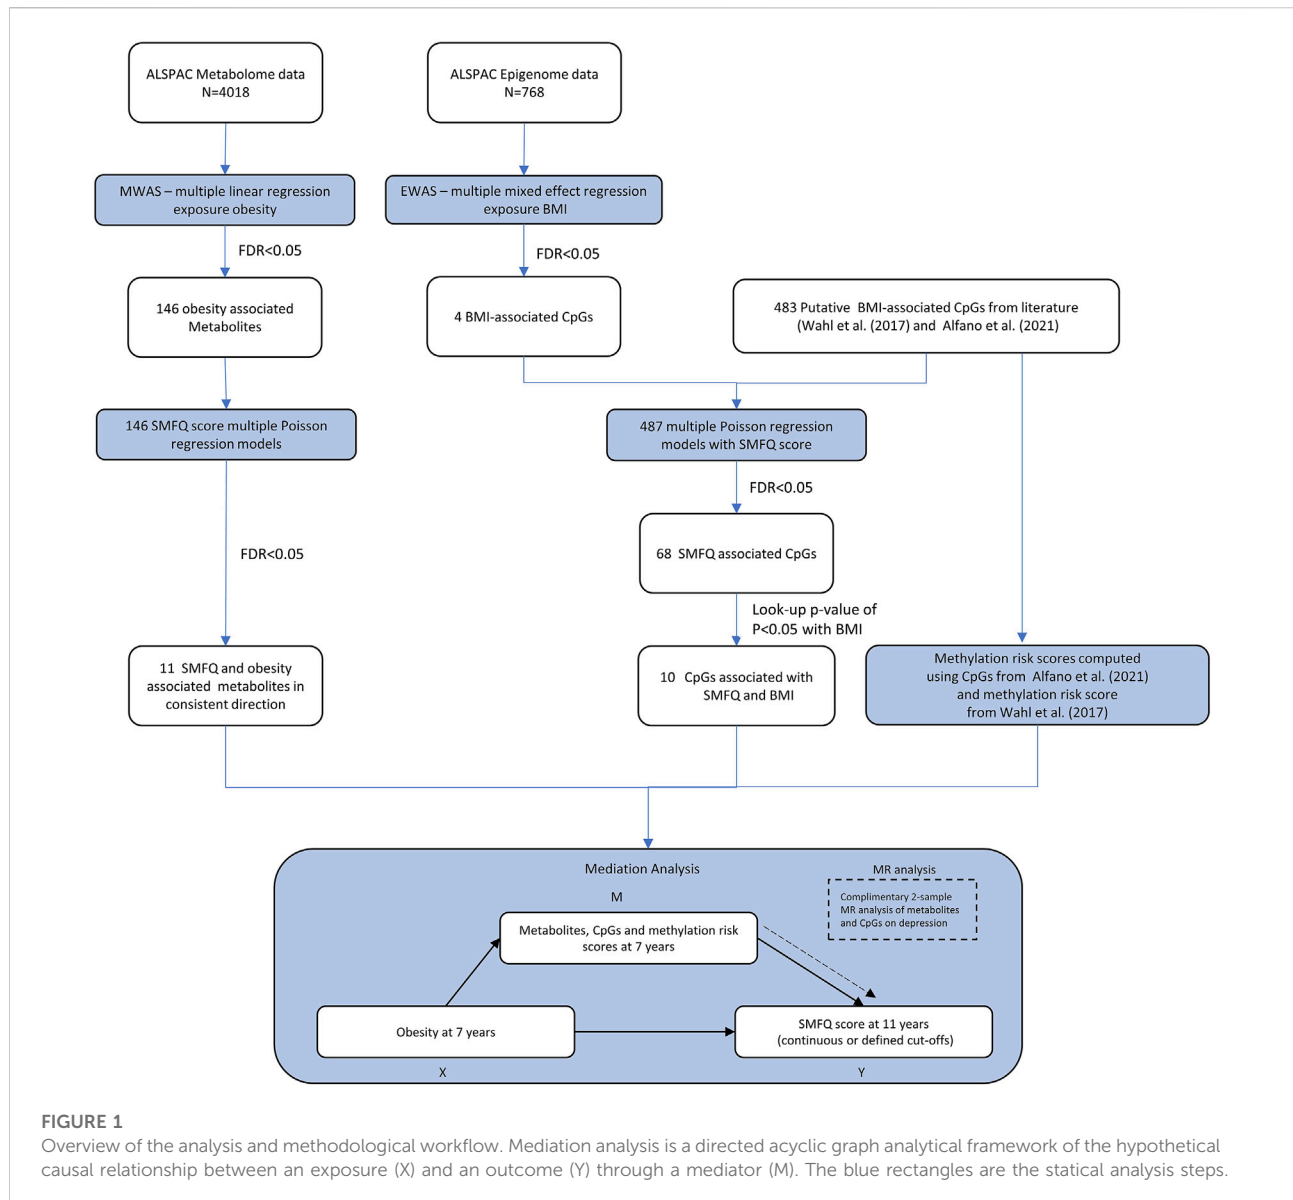 ALSPAC Metabolome data
N=4018
ALSPAC Epigenome data
N=768
MWAS – multiple linear regression
exposure obesity
EWAS – multiple mixed effect regression
exposure BMI
FDR<0.05
FDR<0.05
146 obesity associated
Metabolites
4 BMI-associated CpGs
483 Putative BMI-associated CpGs from literature
(Wahl et al. (2017) and Alfano et al. (2021)
146 SMFQ score multiple Poisson
regression models
487 multiple Poisson regression
models with SMFQ score
FDR<0.05
FDR<0.05
68 SMFQ associated CpGs
Look-up p-value of
P<0.05 with BMI
11 SMFQ and obesity
associated metabolites in
consistent direction
10 CpGs associated with
SMFQ and BMI
Methylation risk scores computed
using CpGs from Alfano et al. (2021)
and methylation risk score
from Wahl et al. (2017)
Mediation Analysis
MR analysis
M
Complimentary 2-sample
MR analysis of metabolites
and CpGs on depression
Metabolites, CpGs and methylation risk
scores at 7 years
Obesity at 7 years
SMFQ score at 11 years
(continuous or defined cut-offs)
X
Y
FIGURE 1
Overview of the analysis and methodological workflow. Mediation analysis is a directed acyclic graph analytical framework of the hypothetical
causal relationship between an exposure (X) and an outcome (Y) through a mediator (M). The blue rectangles are the statical analysis steps.